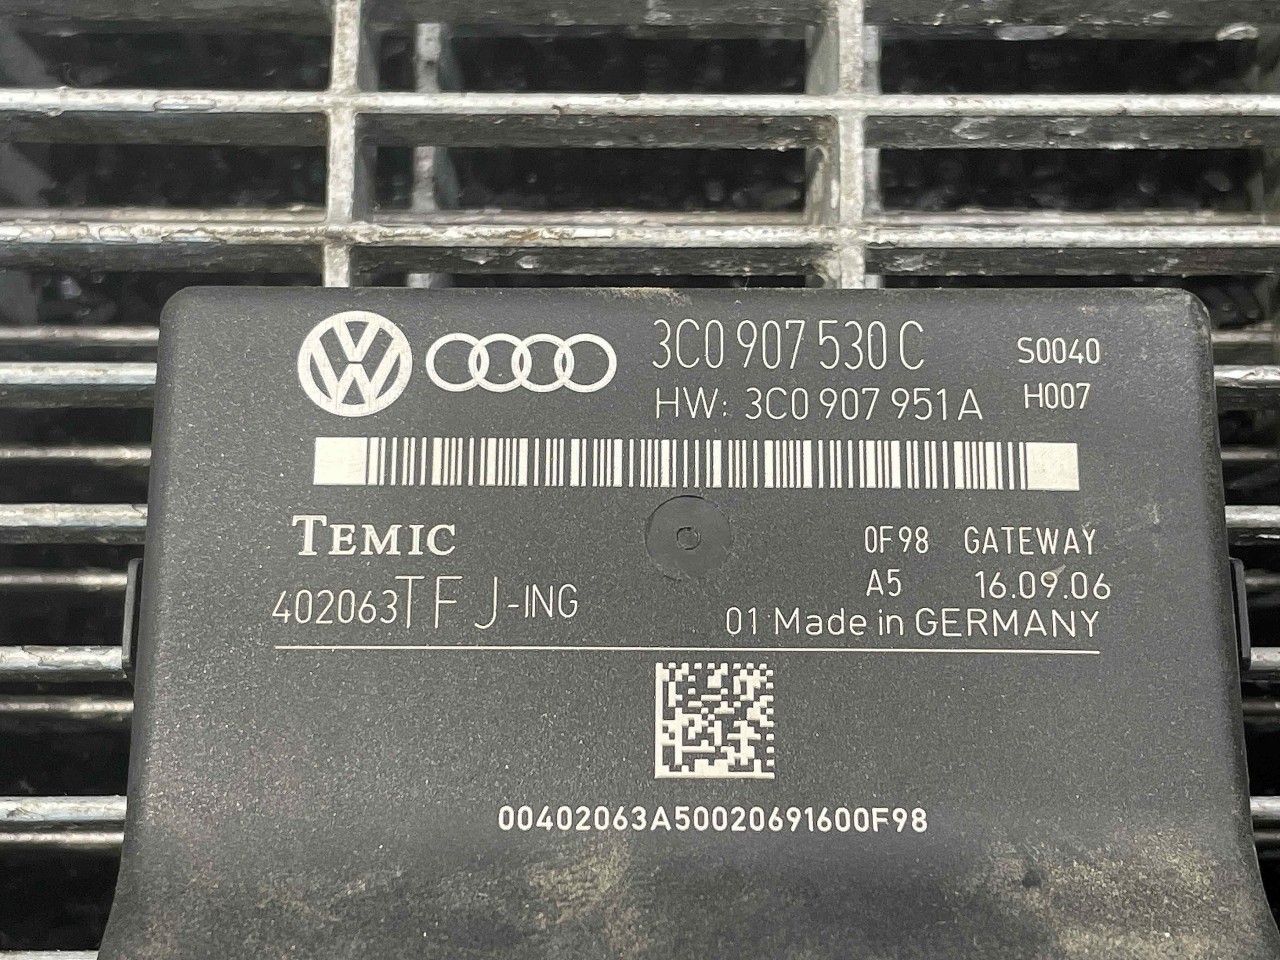 3C0 907 530 C S0040
HW: 3C0 907 951 A H007
TEMIC 0F98 GATEWAY
A5 16.09.06
402063TF J-ING 01 Made in GERMANY
00402063A50020691600F98